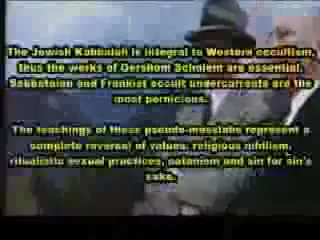 The Jewish Kabbalah is integral to Western occultism,
thus the works of Gershom Scholem are essential.
Sabbataian and Frankist occult undercurrents are the
most pernicious.
The teachings of these pseudo-messiahs represent a
complete reversal of values, religious nihilism,
ritualistic sexual practices, satanism and sin for sin's
sake.